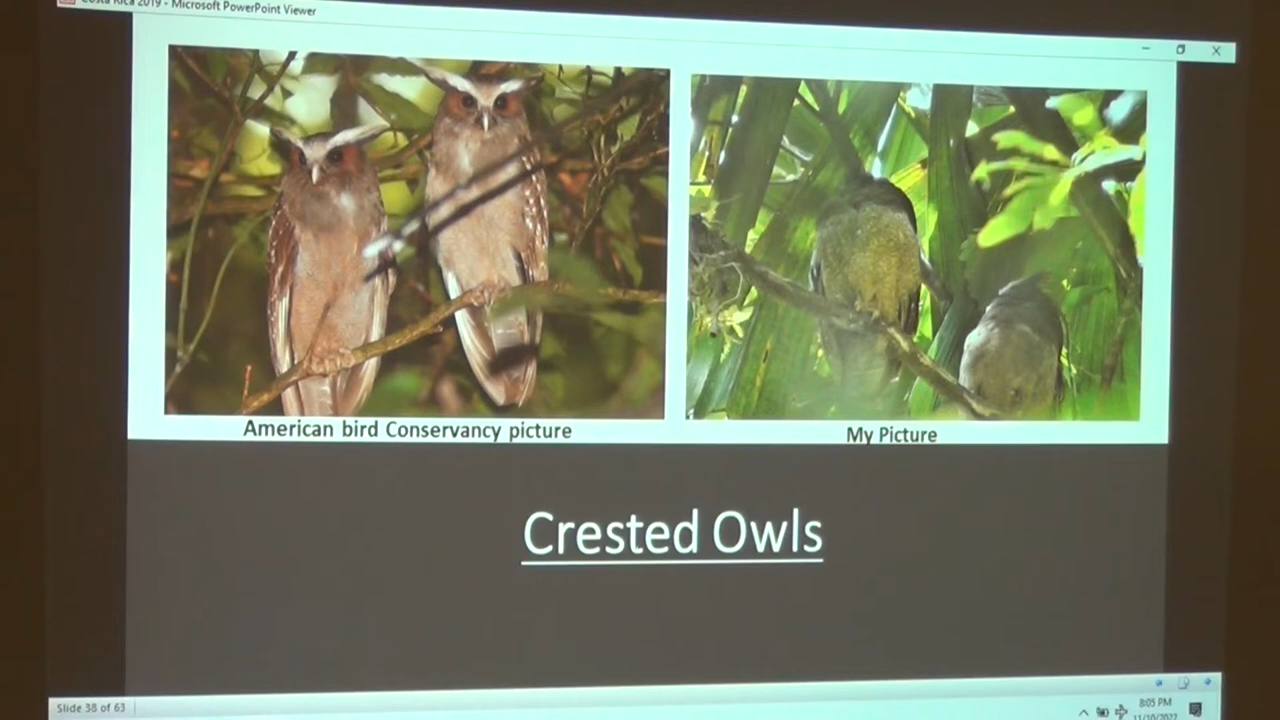 Costa Rica 2019 - Microsoft PowerPoint Viewer
American bird Conservancy picture
My Picture
Crested Owls
Slide 38 of 63
8:05 PM
11/10/2022